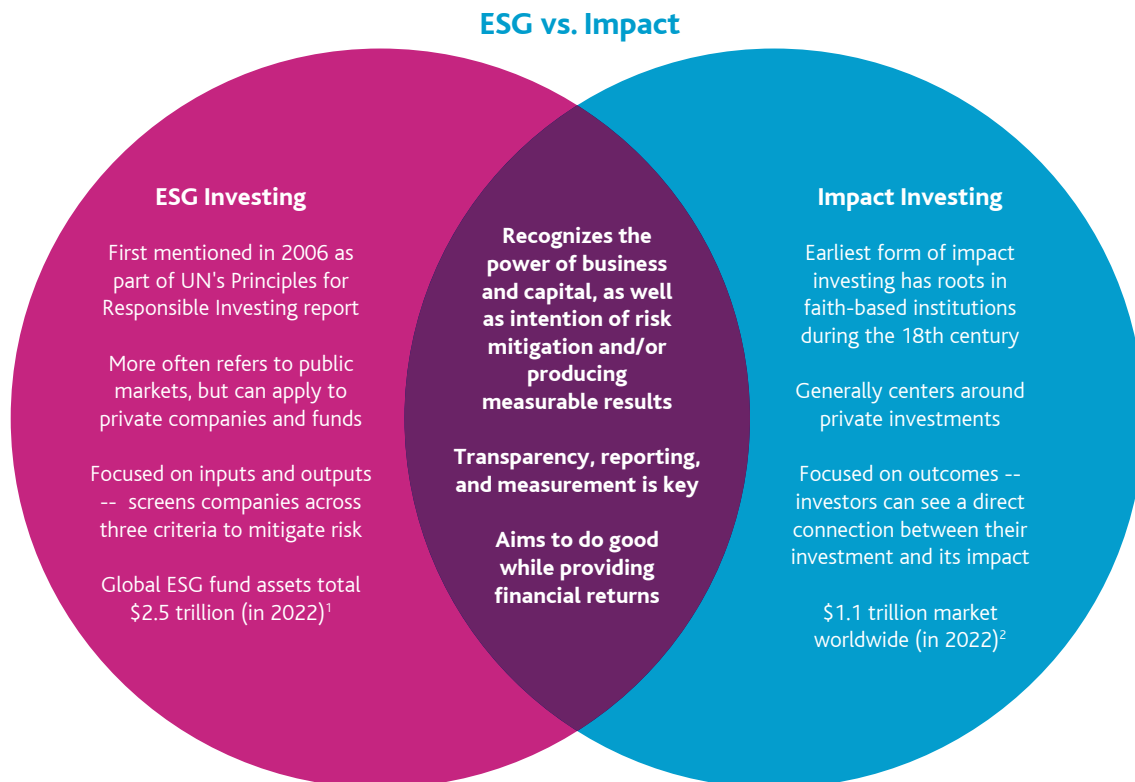 ESG vs. Impact
ESG Investing
First mentioned in 2006 as
part of UN's Principles for
Responsible Investing report
More often refers to public
markets, but can apply to
private companies and funds
Focused on inputs and outputs
-- screens companies across
three criteria to mitigate risk
Global ESG fund assets total
$2.5 trillion (in 2022)¹
Recognizes the
power of business
and capital, as well
as intention of risk
mitigation and/or
producing
measurable results
Transparency, reporting,
and measurement is key
Aims to do good
while providing
financial returns
Impact Investing
Earliest form of impact
investing has roots in
faith-based institutions
during the 18th century
Generally centers around
private investments
Focused on outcomes --
investors can see a direct
connection between their
investment and its impact
$1.1 trillion market
worldwide (in 2022)²